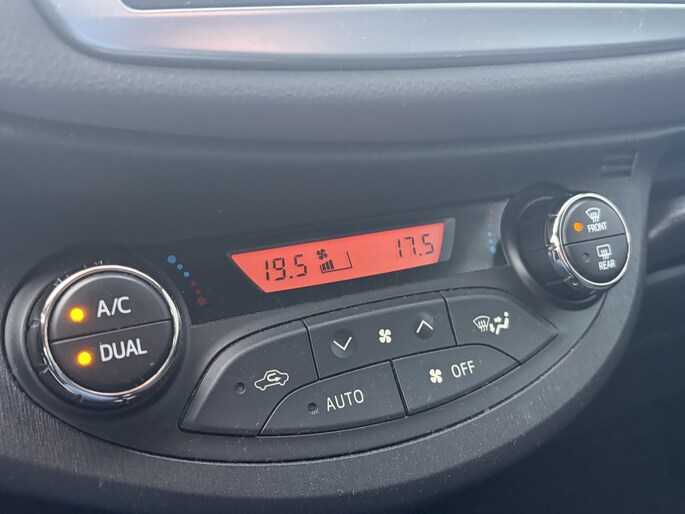 19.5 17.5
FRONT
REAR
A/C
DUAL
AUTO
OFF